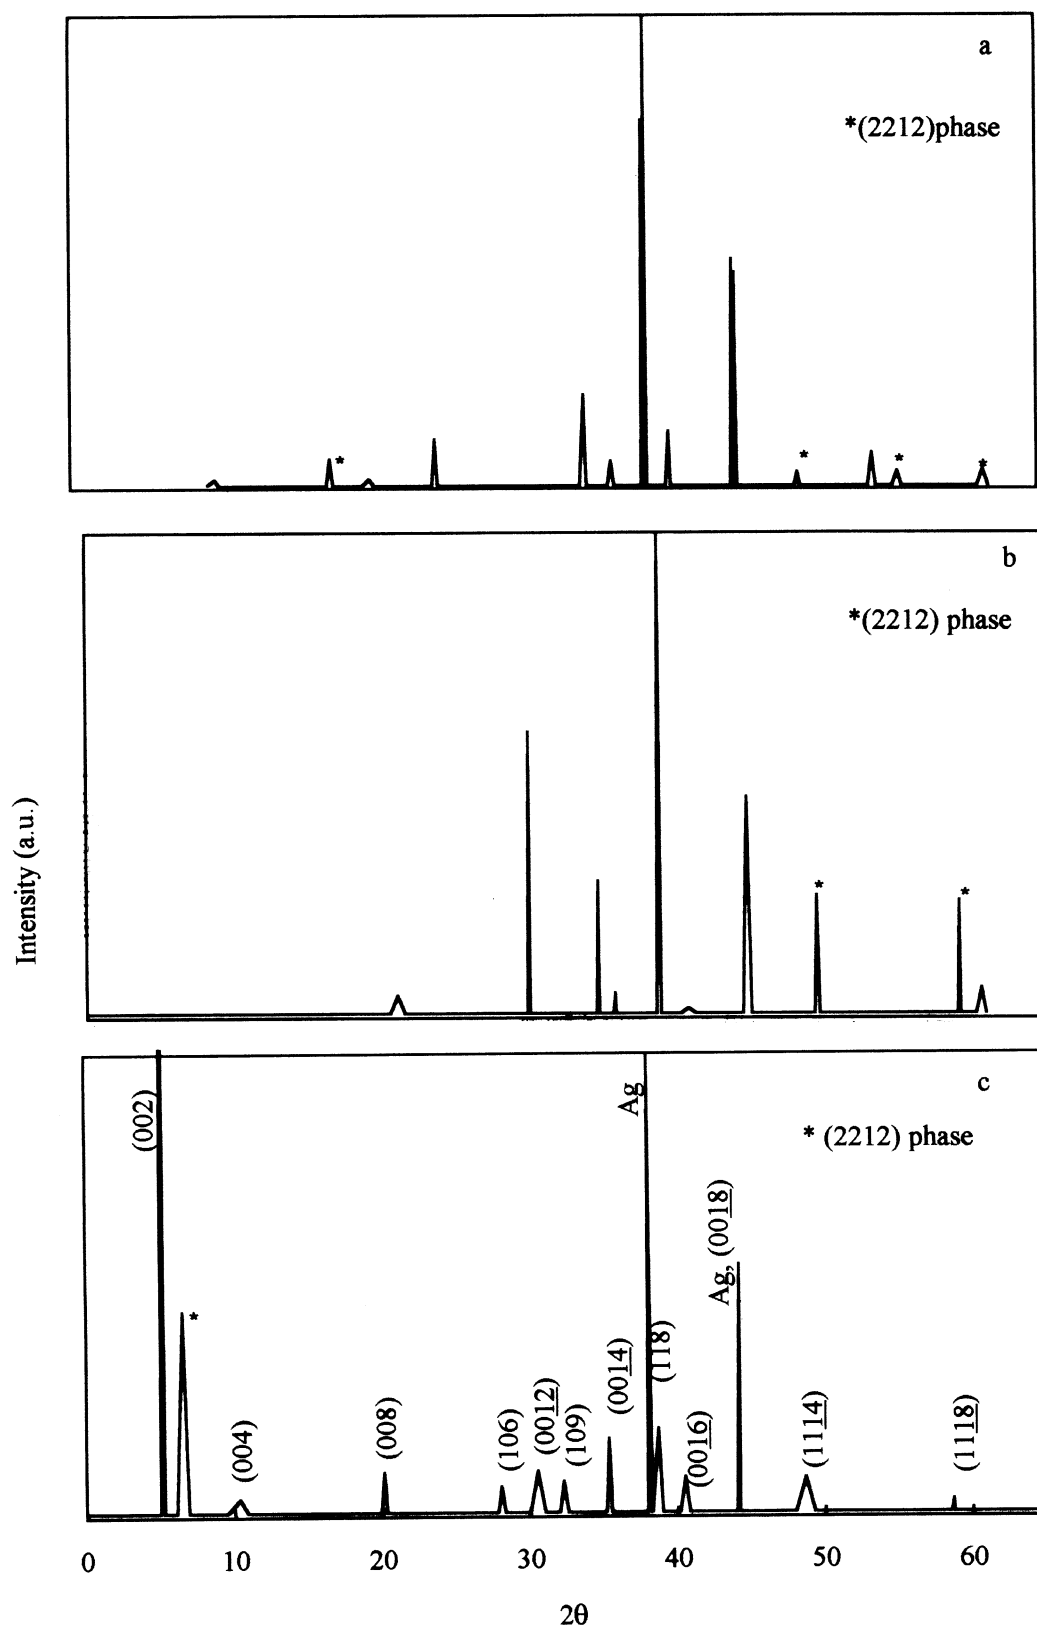 a
*(2212)phase
*
*
*
*
b
*(2212) phase
*
*
Intensity (a.u.)
c
* (2212) phase
(002)
*
(004)
(008)
(106)
(0012)
(109)
(0014)
Ag
(118)
(0016)
Ag, (0018)
(1114)
(1118)
0 10 20 30 40 50 60
2θ